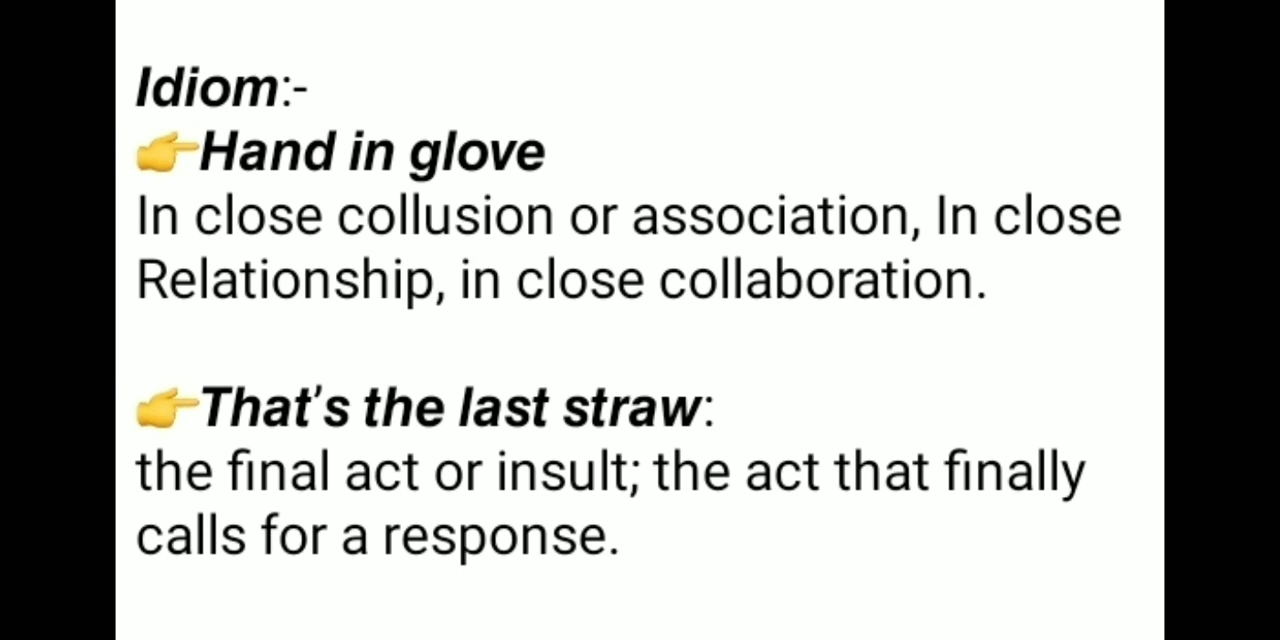 Idiom:-
👉Hand in glove
In close collusion or association, In close
Relationship, in close collaboration.
👉That's the last straw:
the final act or insult; the act that finally
calls for a response.